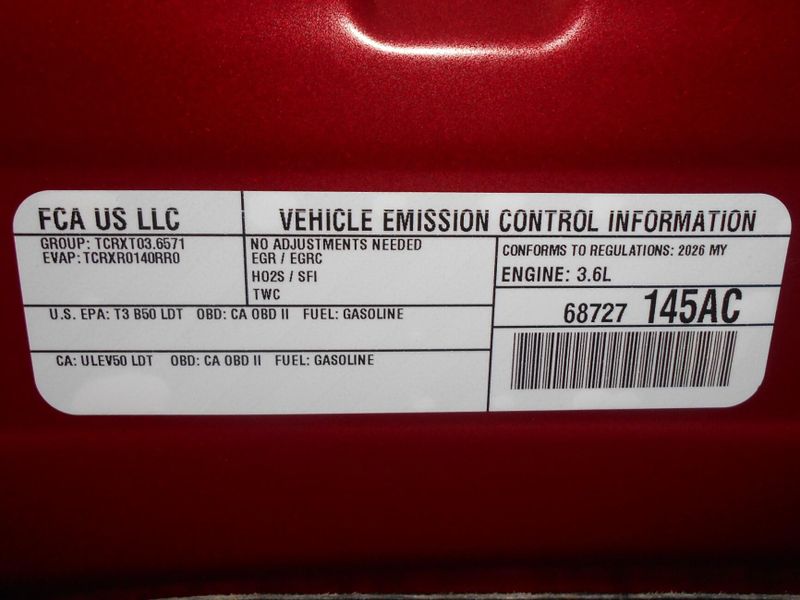 FCA US LLC
VEHICLE EMISSION CONTROL INFORMATION
GROUP: TCRXT03.6571
EVAP: TCRXR0140RR0
NO ADJUSTMENTS NEEDED
EGR / EGRC
HO2S / SFI
TWC
CONFORMS TO REGULATIONS: 2026 MY
ENGINE: 3.6L
U.S. EPA: T3 B50 LDT OBD: CA OBD II FUEL: GASOLINE
68727 145AC
CA: ULEV50 LDT OBD: CA OBD II FUEL: GASOLINE